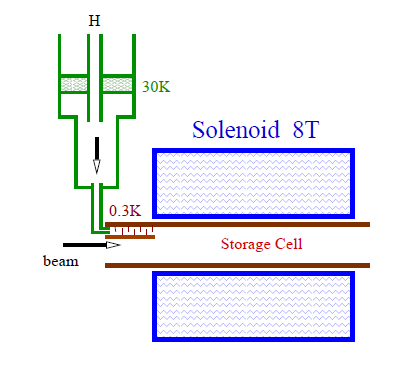 H
30K
Solenoid 8T
0.3K
Storage Cell
beam